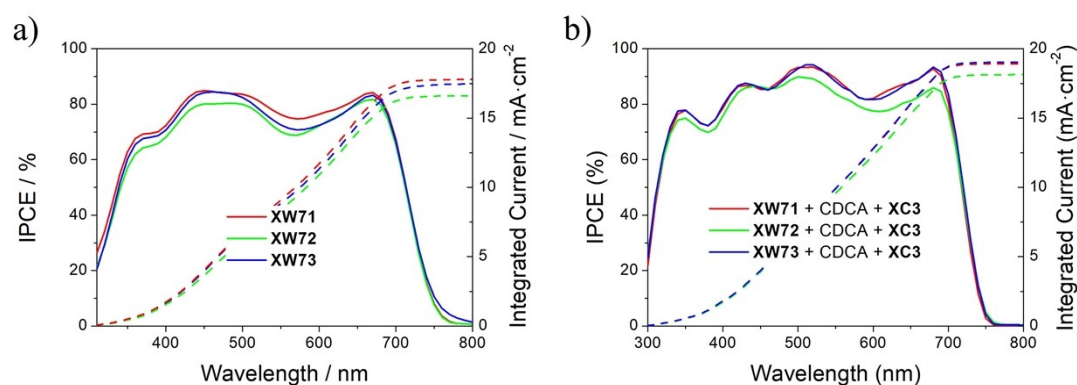 a)
100
80
60
40
20
0
IPCE / %
20
15
10
5
0
Integrated Current / mA·cm-2
XW71
XW72
XW73
400 500 600 700 800
Wavelength / nm
b)
100
80
60
40
20
0
IPCE (%)
20
15
10
5
0
Integrated Current (mA·cm-2)
XW71 + CDCA + XC3
XW72 + CDCA + XC3
XW73 + CDCA + XC3
300 400 500 600 700 800
Wavelength (nm)